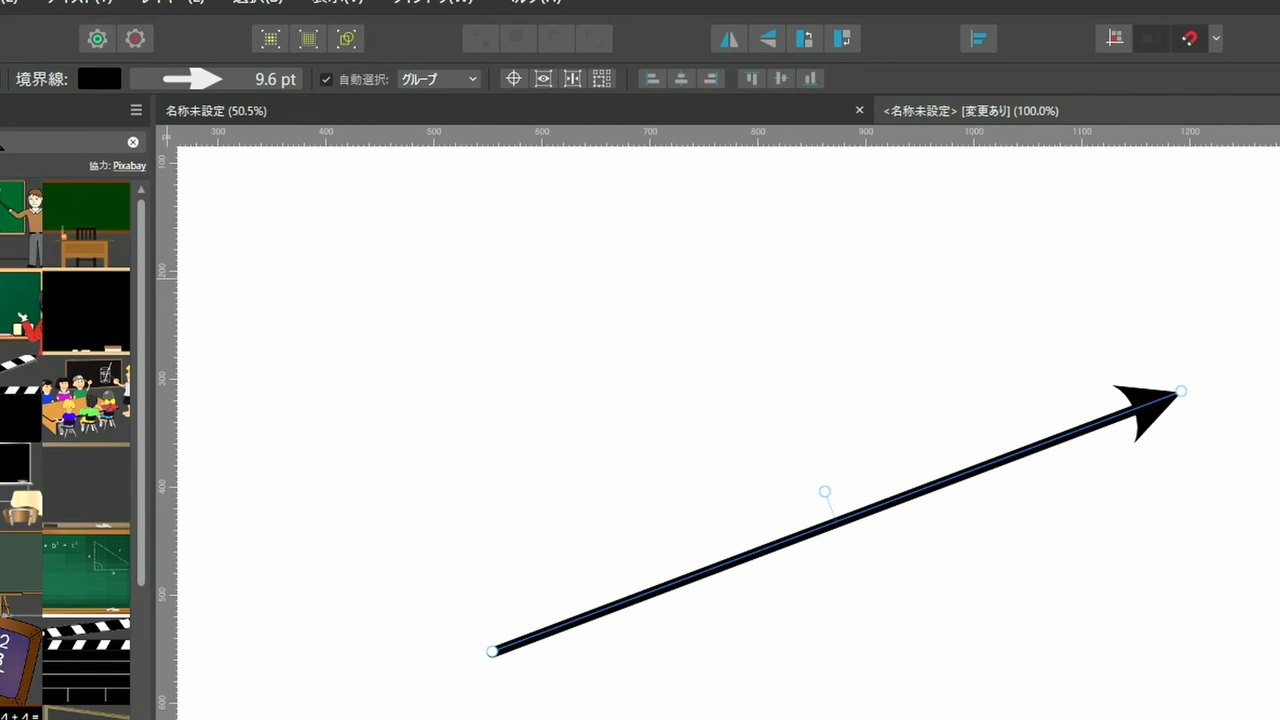 境界線: 9.6 pt 自動選択: グループ
名称未設定 (50.5%) × <名称未設定> [変更あり] (100.0%)
px 300 400 500 600 700 800 900 1000 1100 1200
協力: Pixabay
100
200
300
400
500
600